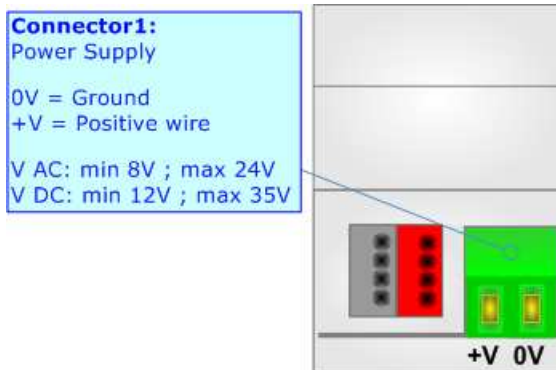 Connector1:
Power Supply
0V = Ground
+V = Positive wire
V AC: min 8V ; max 24V
V DC: min 12V ; max 35V
+V 0V